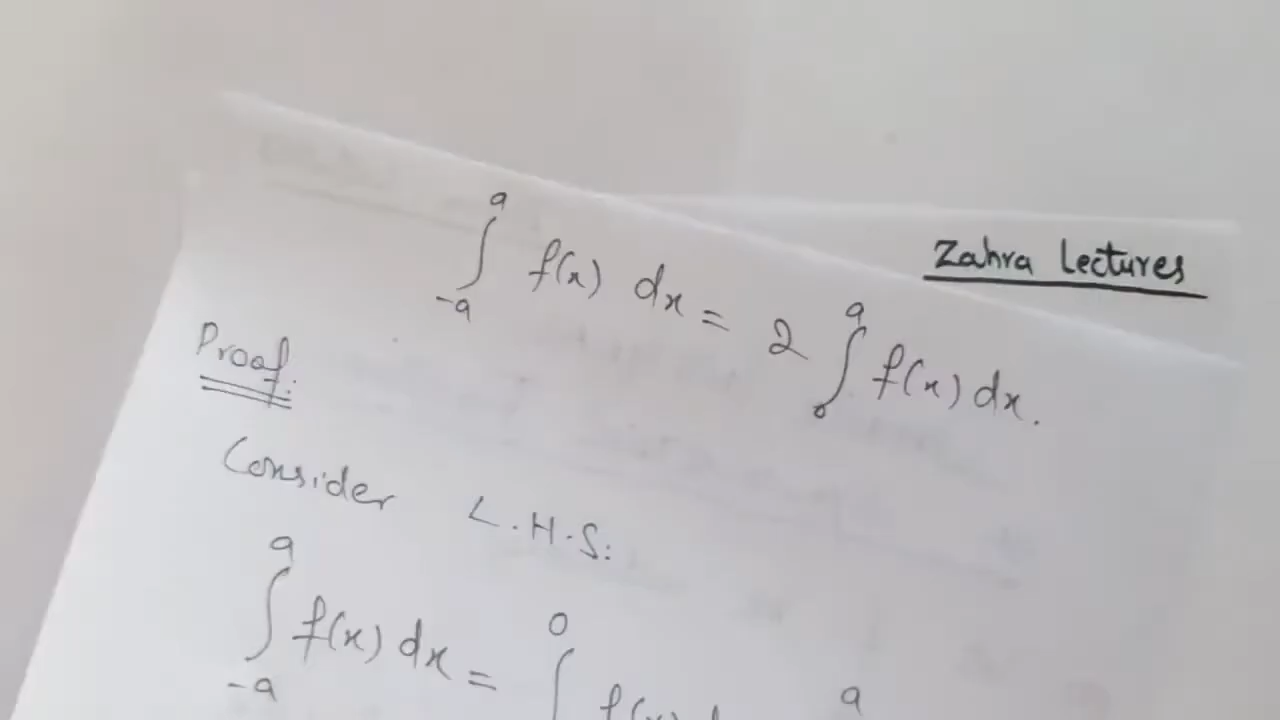 Zahra Lectures
∫_{-a}^{a} f(x) dx = 2 ∫_{0}^{a} f(x) dx.
Proof:
Consider L.H.S:
∫_{-a}^{a} f(x) dx = ∫^{0} f(x) d a